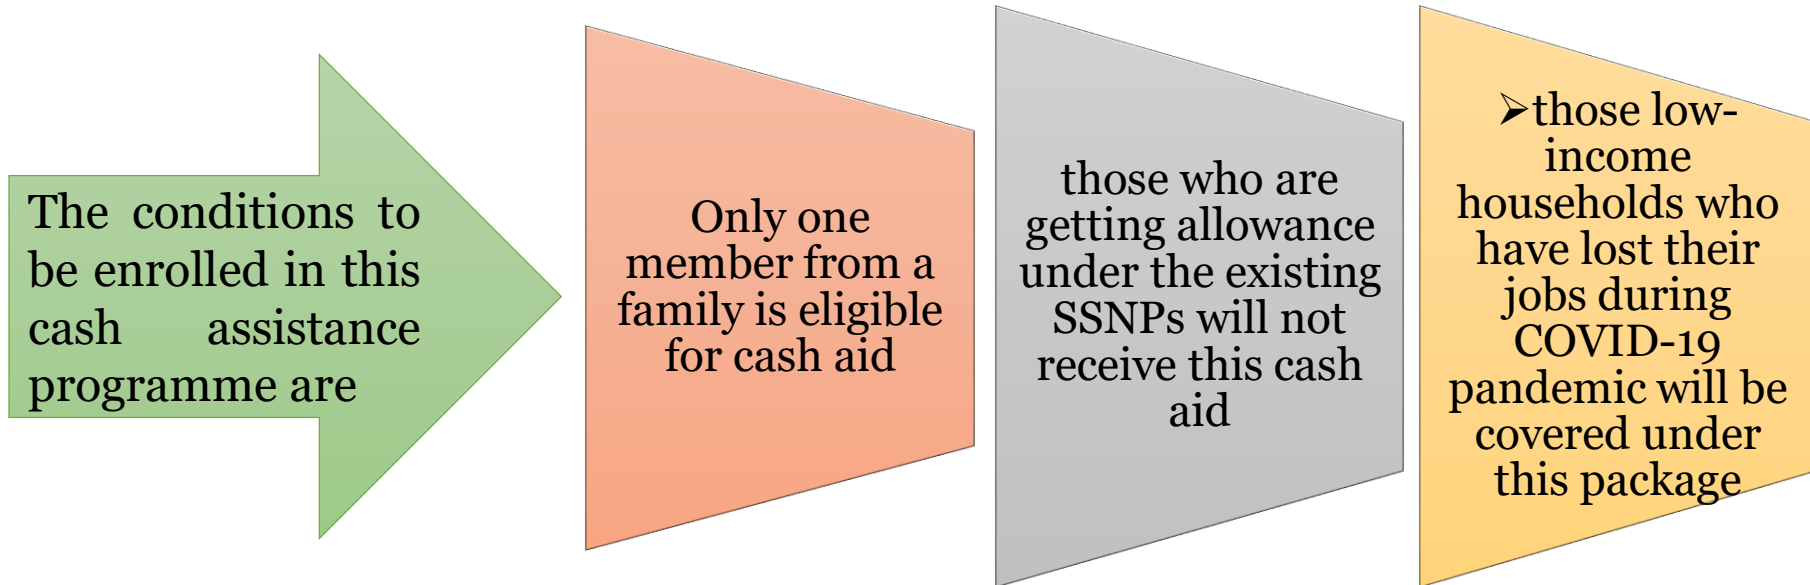 The conditions to
be enrolled in this
cash assistance
programme are
Only one
member from a
family is eligible
for cash aid
those who are
getting allowance
under the existing
SSNPs will not
receive this cash
aid
➢those low-
income
households who
have lost their
jobs during
COVID-19
pandemic will be
covered under
this package